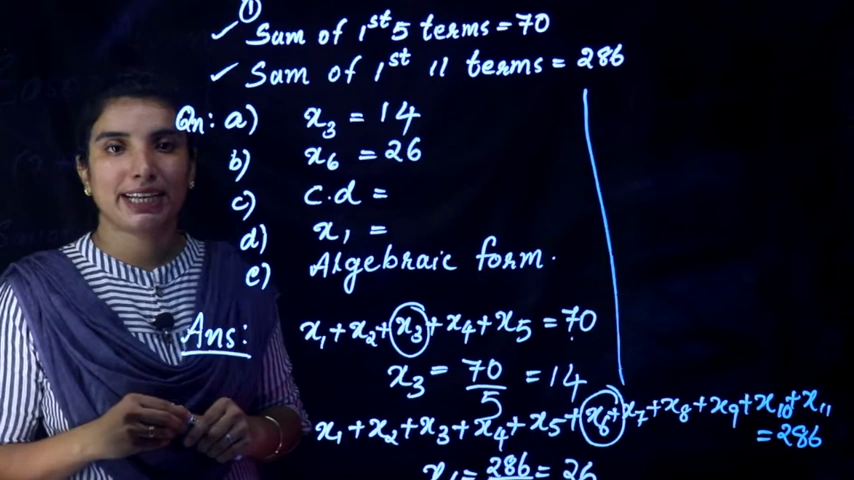 ①
✓ Sum of 1st 5 terms = 70
✓ Sum of 1st 11 terms = 286
Qn: a) x₃ = 14
b) x₆ = 26
c) c.d =
d) x₁ =
e) Algebraic form.
Ans: x₁+x₂+x₃+x₄+x₅ = 70
x₃ = 70/5 = 14
x₁+x₂+x₃+x₄+x₅+x₆+x₇+x₈+x₉+x₁₀+x₁₁
= 286
= 286 = 26